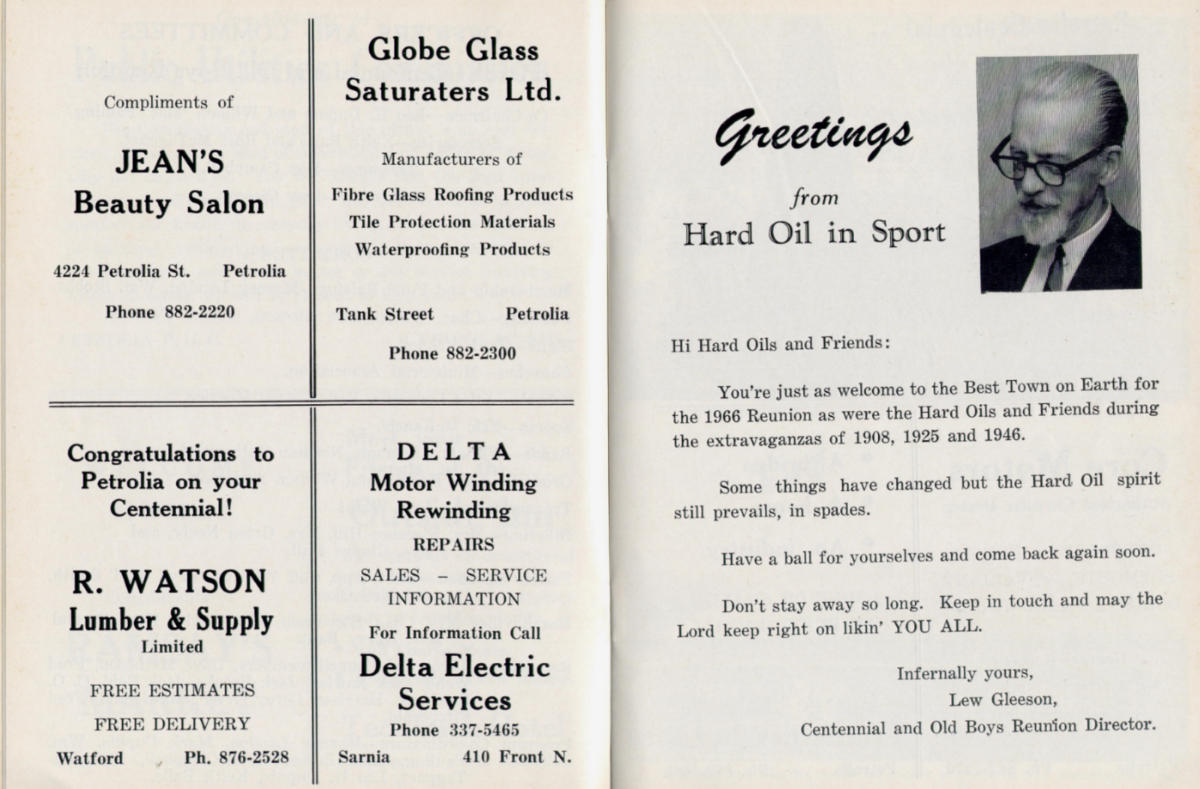 Compliments of
JEAN'S
Beauty Salon
4224 Petrolia St. Petrolia
Phone 882-2220
Globe Glass
Saturaters Ltd.
Manufacturers of
Fibre Glass Roofing Products
Tile Protection Materials
Waterproofing Products
Tank Street Petrolia
Phone 882-2300
Congratulations to
Petrolia on your
Centennial!
R. WATSON
Lumber & Supply
Limited
FREE ESTIMATES
FREE DELIVERY
Watford Ph. 876-2528
DELTA
Motor Winding
Rewinding
REPAIRS
SALES – SERVICE
INFORMATION
For Information Call
Delta Electric
Services
Phone 337-5465
Sarnia 410 Front N.
Greetings
from
Hard Oil in Sport
Hi Hard Oils and Friends:
You're just as welcome to the Best Town on Earth for
the 1966 Reunion as were the Hard Oils and Friends during
the extravaganzas of 1908, 1925 and 1946.
Some things have changed but the Hard Oil spirit
still prevails, in spades.
Have a ball for yourselves and come back again soon.
Don't stay away so long. Keep in touch and may the
Lord keep right on likin' YOU ALL.
Infernally yours,
Lew Gleeson,
Centennial and Old Boys Reunion Director.